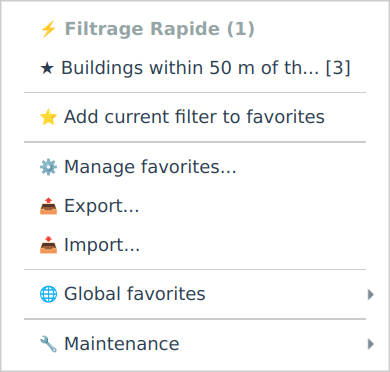 ⚡ Filtrage Rapide (1)
★ Buildings within 50 m of th... [3]
⭐ Add current filter to favorites
⚙️ Manage favorites...
📤 Export...
📥 Import...
🌐 Global favorites
🔧 Maintenance